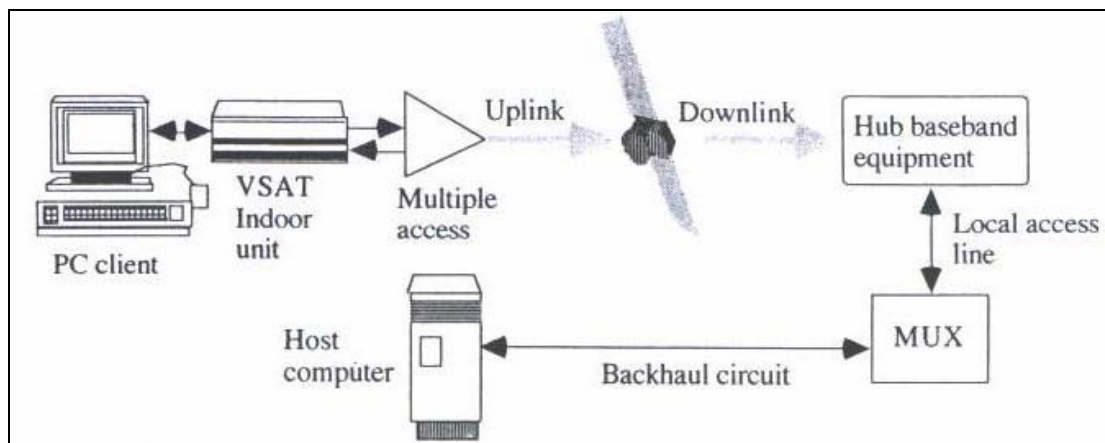 Uplink
Downlink
Hub baseband
equipment
VSAT
Indoor
unit
Multiple
access
PC client
Local access
line
Host
computer
Backhaul circuit
MUX